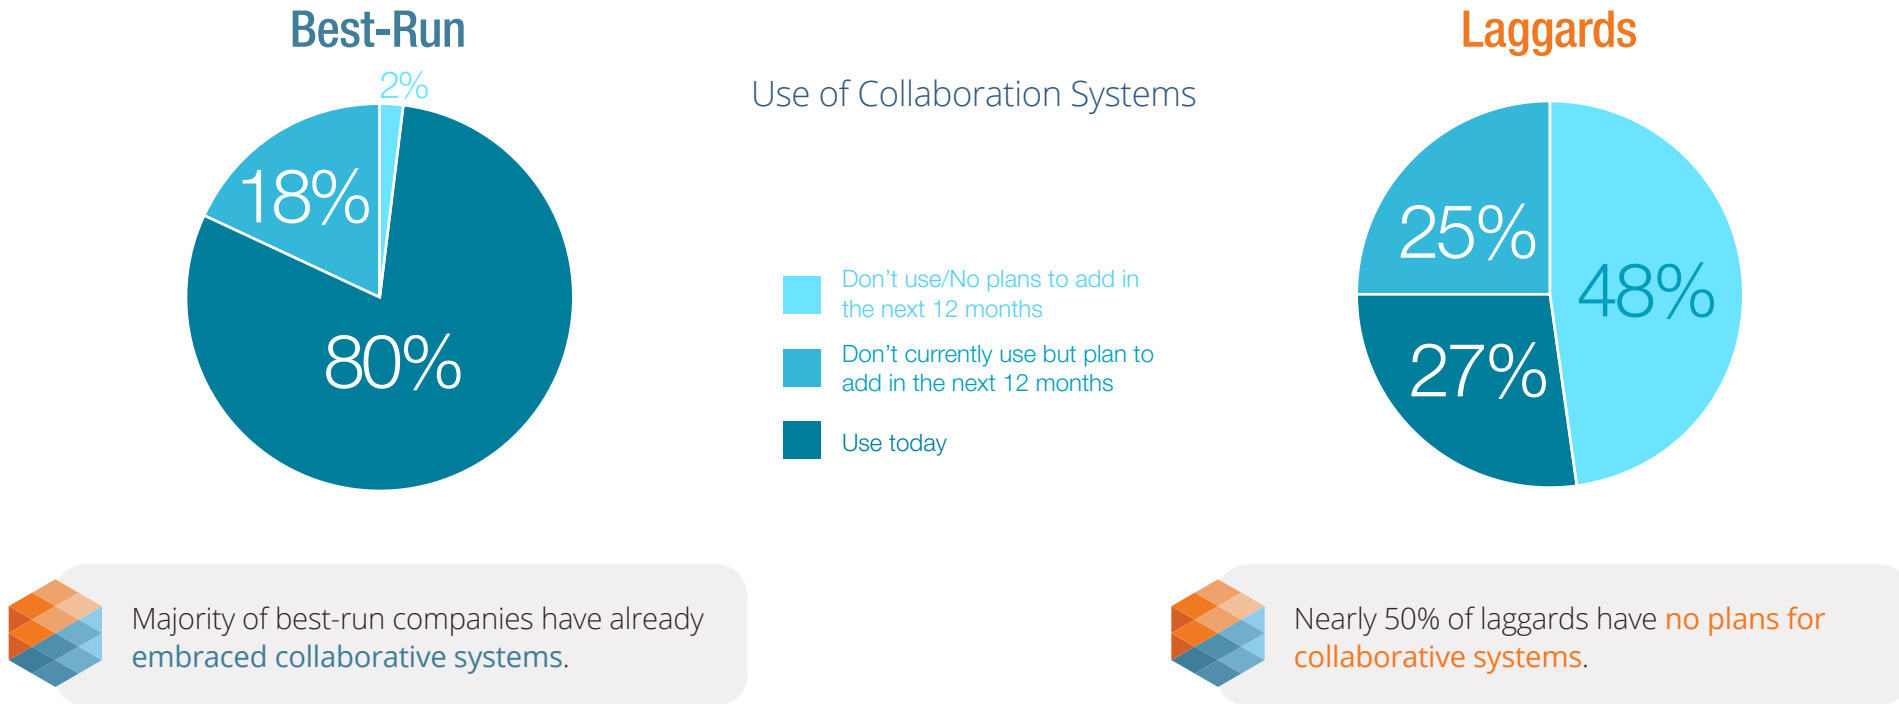 Best-Run
2%
18%
80%
Use of Collaboration Systems
Don't use/No plans to add in
the next 12 months
Don't currently use but plan to
add in the next 12 months
Use today
Laggards
25%
48%
27%
Majority of best-run companies have already
embraced collaborative systems.
Nearly 50% of laggards have no plans for
collaborative systems.